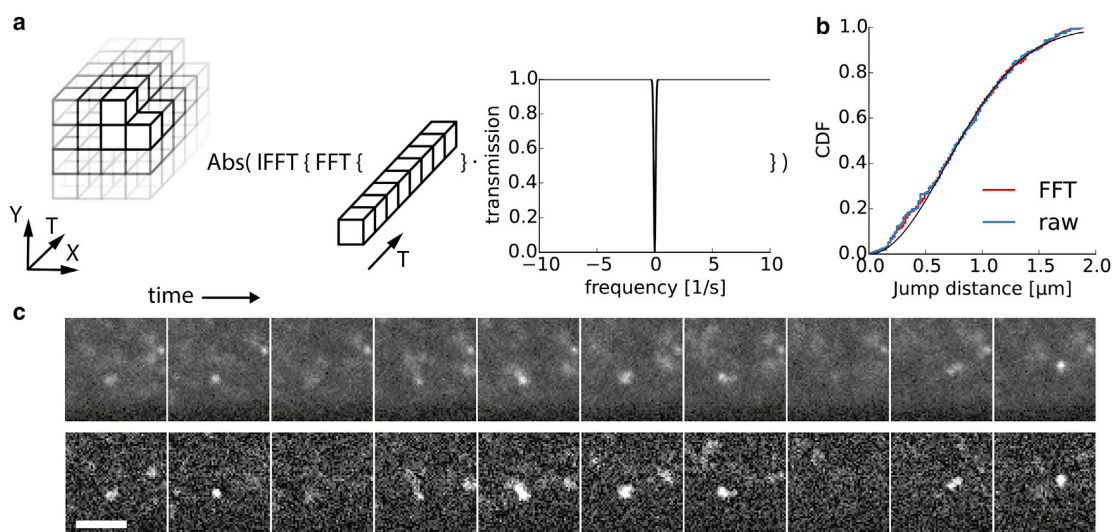 a
Y
T
X
Abs( IFFT { FFT {
T
} ·
transmission
1.0
0.8
0.6
0.4
0.2
0.0
−10
−5
0
5
10
frequency [1/s]
} )
b
CDF
1.0
0.8
0.6
0.4
0.2
0.0
0.0
0.5
1.0
1.5
2.0
Jump distance [µm]
FFT
raw
time
c